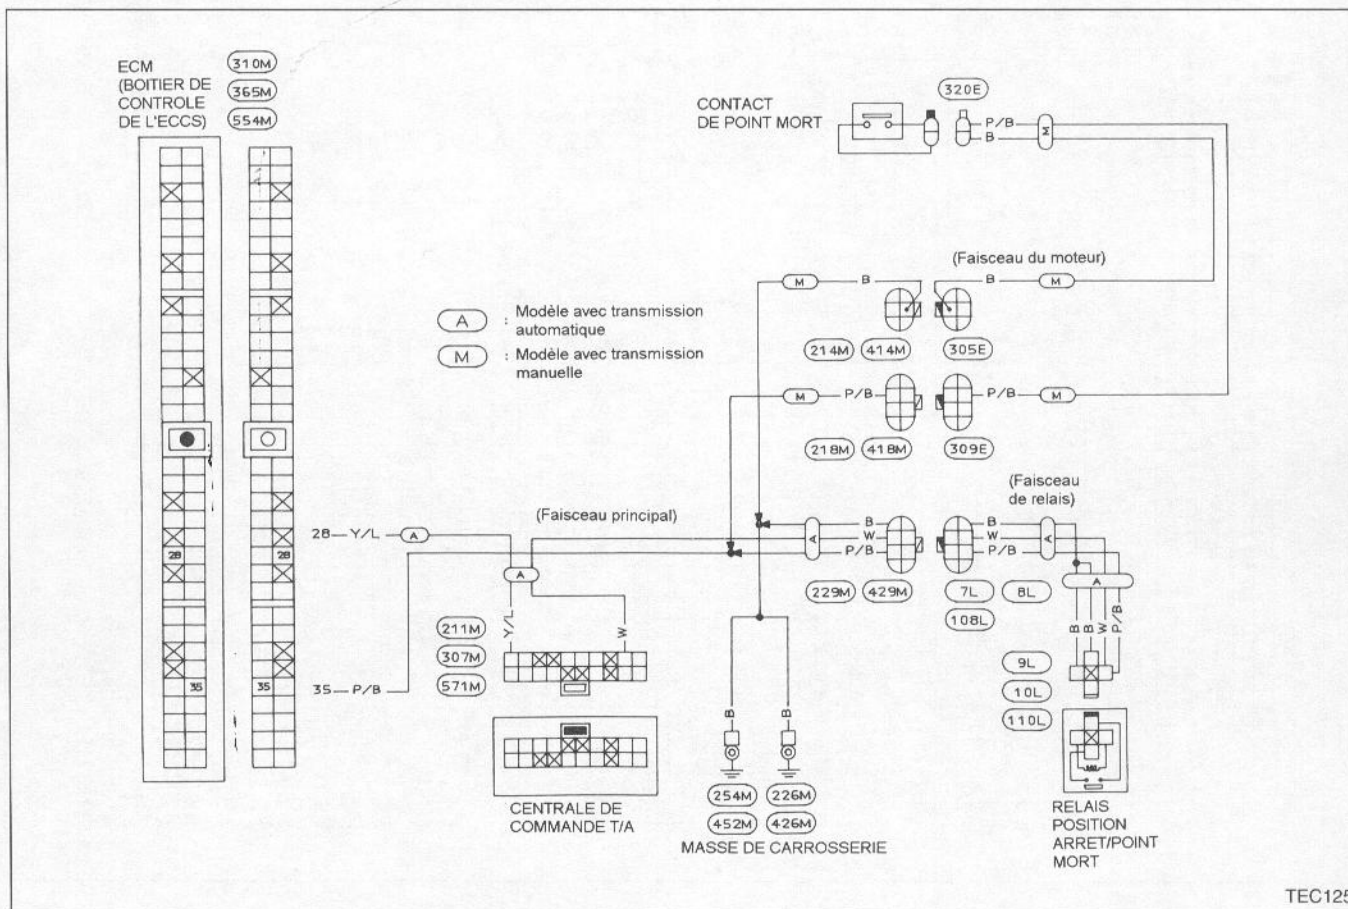 ECM
(BOITIER DE
CONTROLE
DE L'ECCS)
310M
365M
554M
CONTACT
DE POINT MORT
320E
P/B
B
M
(Faisceau du moteur)
M
B
B
M
214M
414M
305E
A
: Modèle avec transmission
automatique
M
: Modèle avec transmission
manuelle
M
P/B
P/B
M
218M
418M
309E
(Faisceau
de relais)
(Faisceau principal)
28
Y/L
A
A
B
W
P/B
B
W
P/B
A
28
28
A
229M
429M
7L
8L
108L
A
211M
307M
571M
Y/L
W
B
B
W
P/B
35
35
35
P/B
9L
10L
110L
B
B
CENTRALE DE
COMMANDE T/A
254M
226M
452M
426M
MASSE DE CARROSSERIE
RELAIS
POSITION
ARRET/POINT
MORT
TEC125